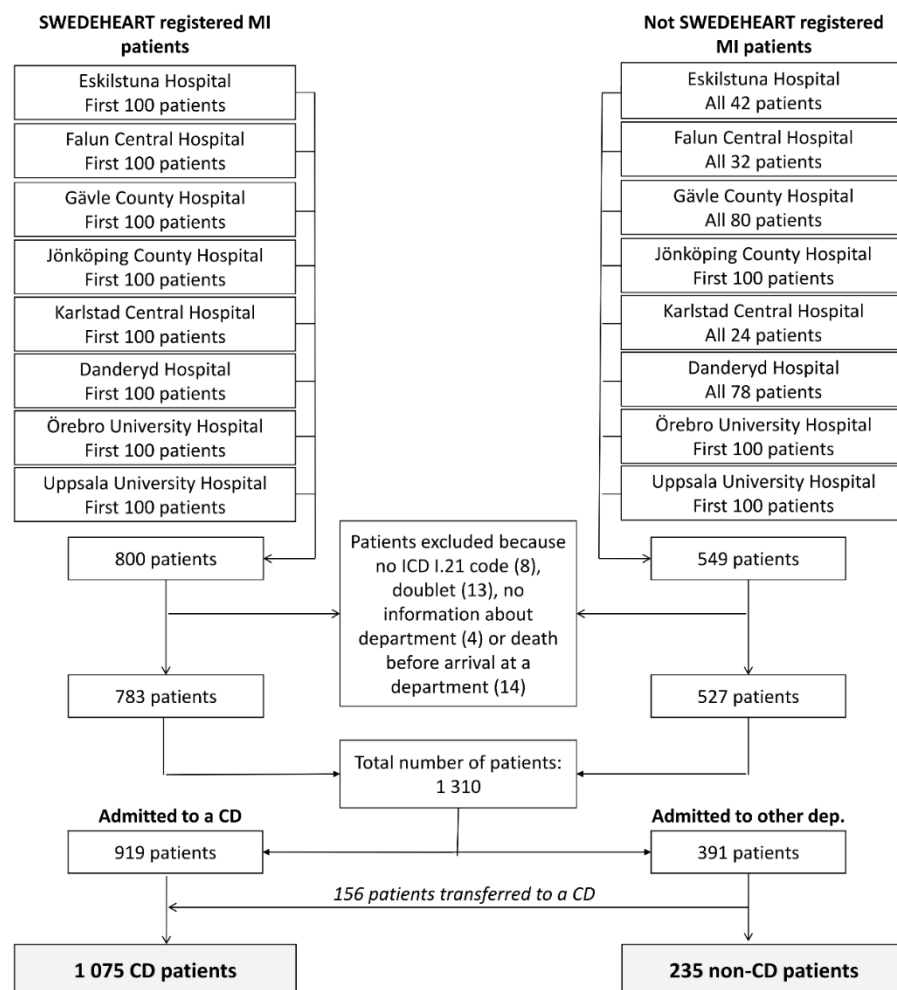 SWEDEHEART registered MI
patients
Eskilstuna Hospital
First 100 patients
Falun Central Hospital
First 100 patients
Gävle County Hospital
First 100 patients
Jönköping County Hospital
First 100 patients
Karlstad Central Hospital
First 100 patients
Danderyd Hospital
First 100 patients
Örebro University Hospital
First 100 patients
Uppsala University Hospital
First 100 patients
800 patients
783 patients
Not SWEDEHEART registered
MI patients
Eskilstuna Hospital
All 42 patients
Falun Central Hospital
All 32 patients
Gävle County Hospital
All 80 patients
Jönköping County Hospital
First 100 patients
Karlstad Central Hospital
All 24 patients
Danderyd Hospital
All 78 patients
Örebro University Hospital
First 100 patients
Uppsala University Hospital
First 100 patients
549 patients
527 patients
Patients excluded because
no ICD I.21 code (8),
doublet (13), no
information about
department (4) or death
before arrival at a
department (14)
Total number of patients:
1 310
Admitted to a CD
919 patients
Admitted to other dep.
391 patients
156 patients transferred to a CD
1 075 CD patients
235 non-CD patients